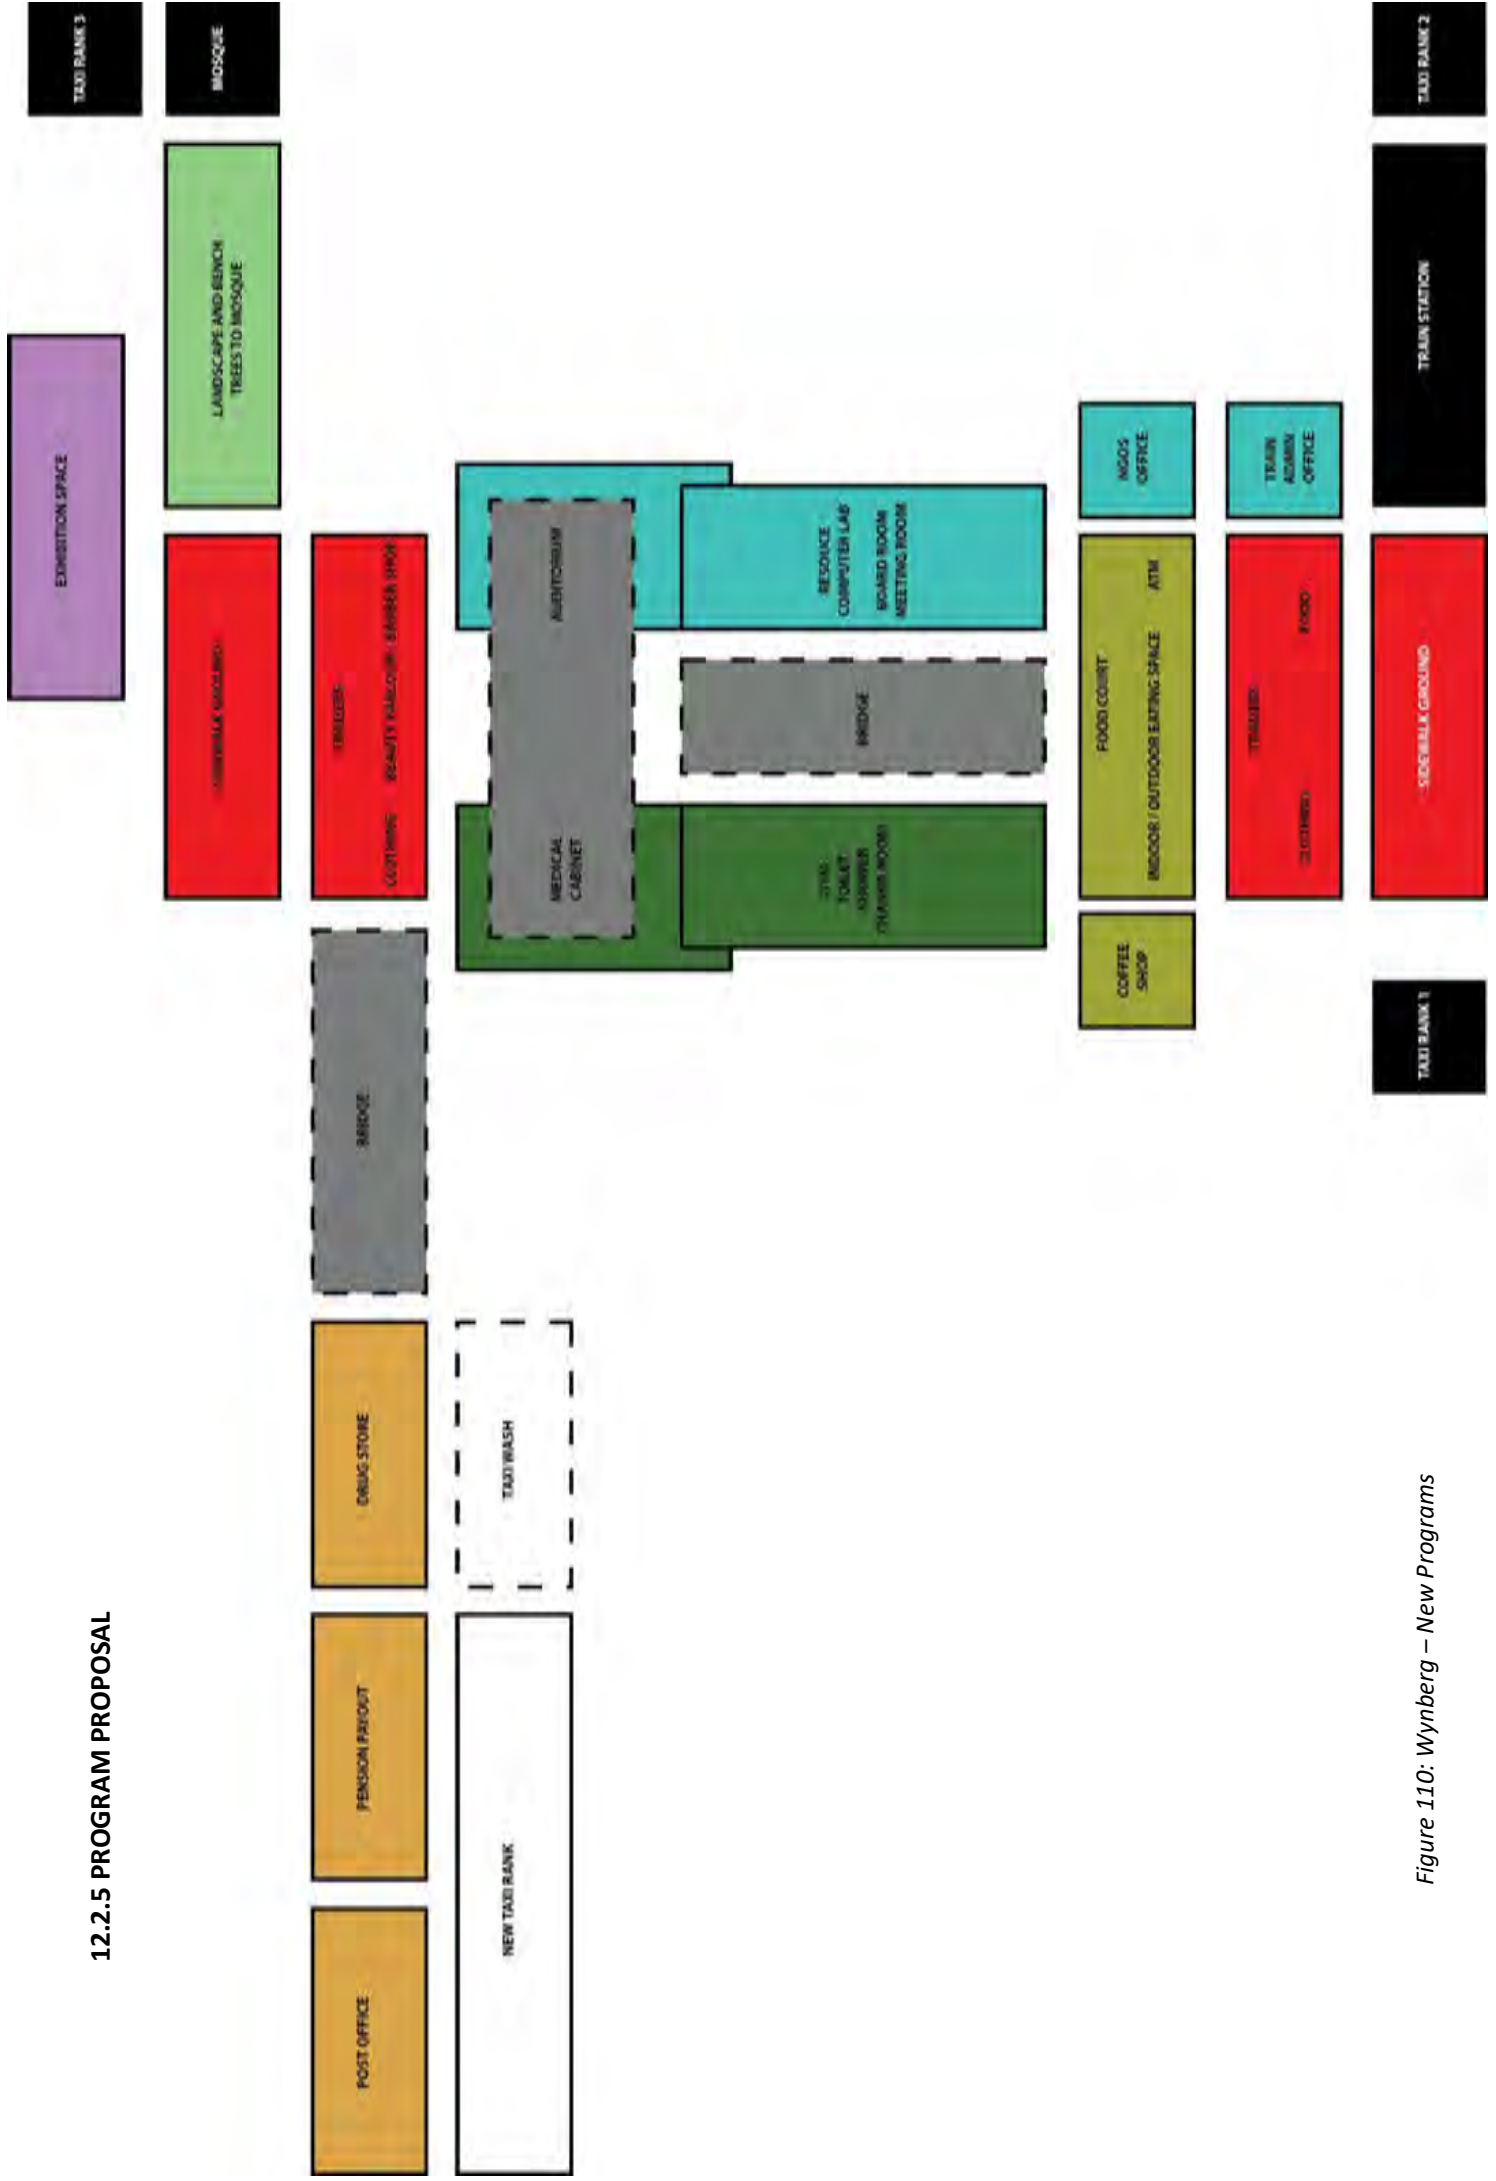 12.2.5 PROGRAM PROPOSAL
POST OFFICE
PENSION PAYOUT
DRUG STORE
BRIDGE
NEW TAXI RANK
TAXI WASH
TAXI RANK 3
EXHIBITION SPACE
MOSQUE
LANDSCAPE AND BENCH
TREES TO MOSQUE
SIDEWALK GROUND
TRADERS
CLOTHING BEAUTY PARLOUR BARBER SHOP
MEDICAL
CABINET
AUDITORIUM
GYM
TOILET
SHOWER
BRIDGE
RESOUCE
COMPUTER LAB
BOARD ROOM
MEETING ROOM
COFFEE
SHOP
FOOD COURT
INDOOR / OUTDOOR EATING SPACE ATM
NGOS
OFFICE
TRADERS
CLOTHING FOOD
TRAIN
ADMIN
OFFICE
TAXI RANK 1
SIDEWALK GROUND
TRAIN STATION
TAXI RANK 2
Figure 110: Wynberg – New Programs